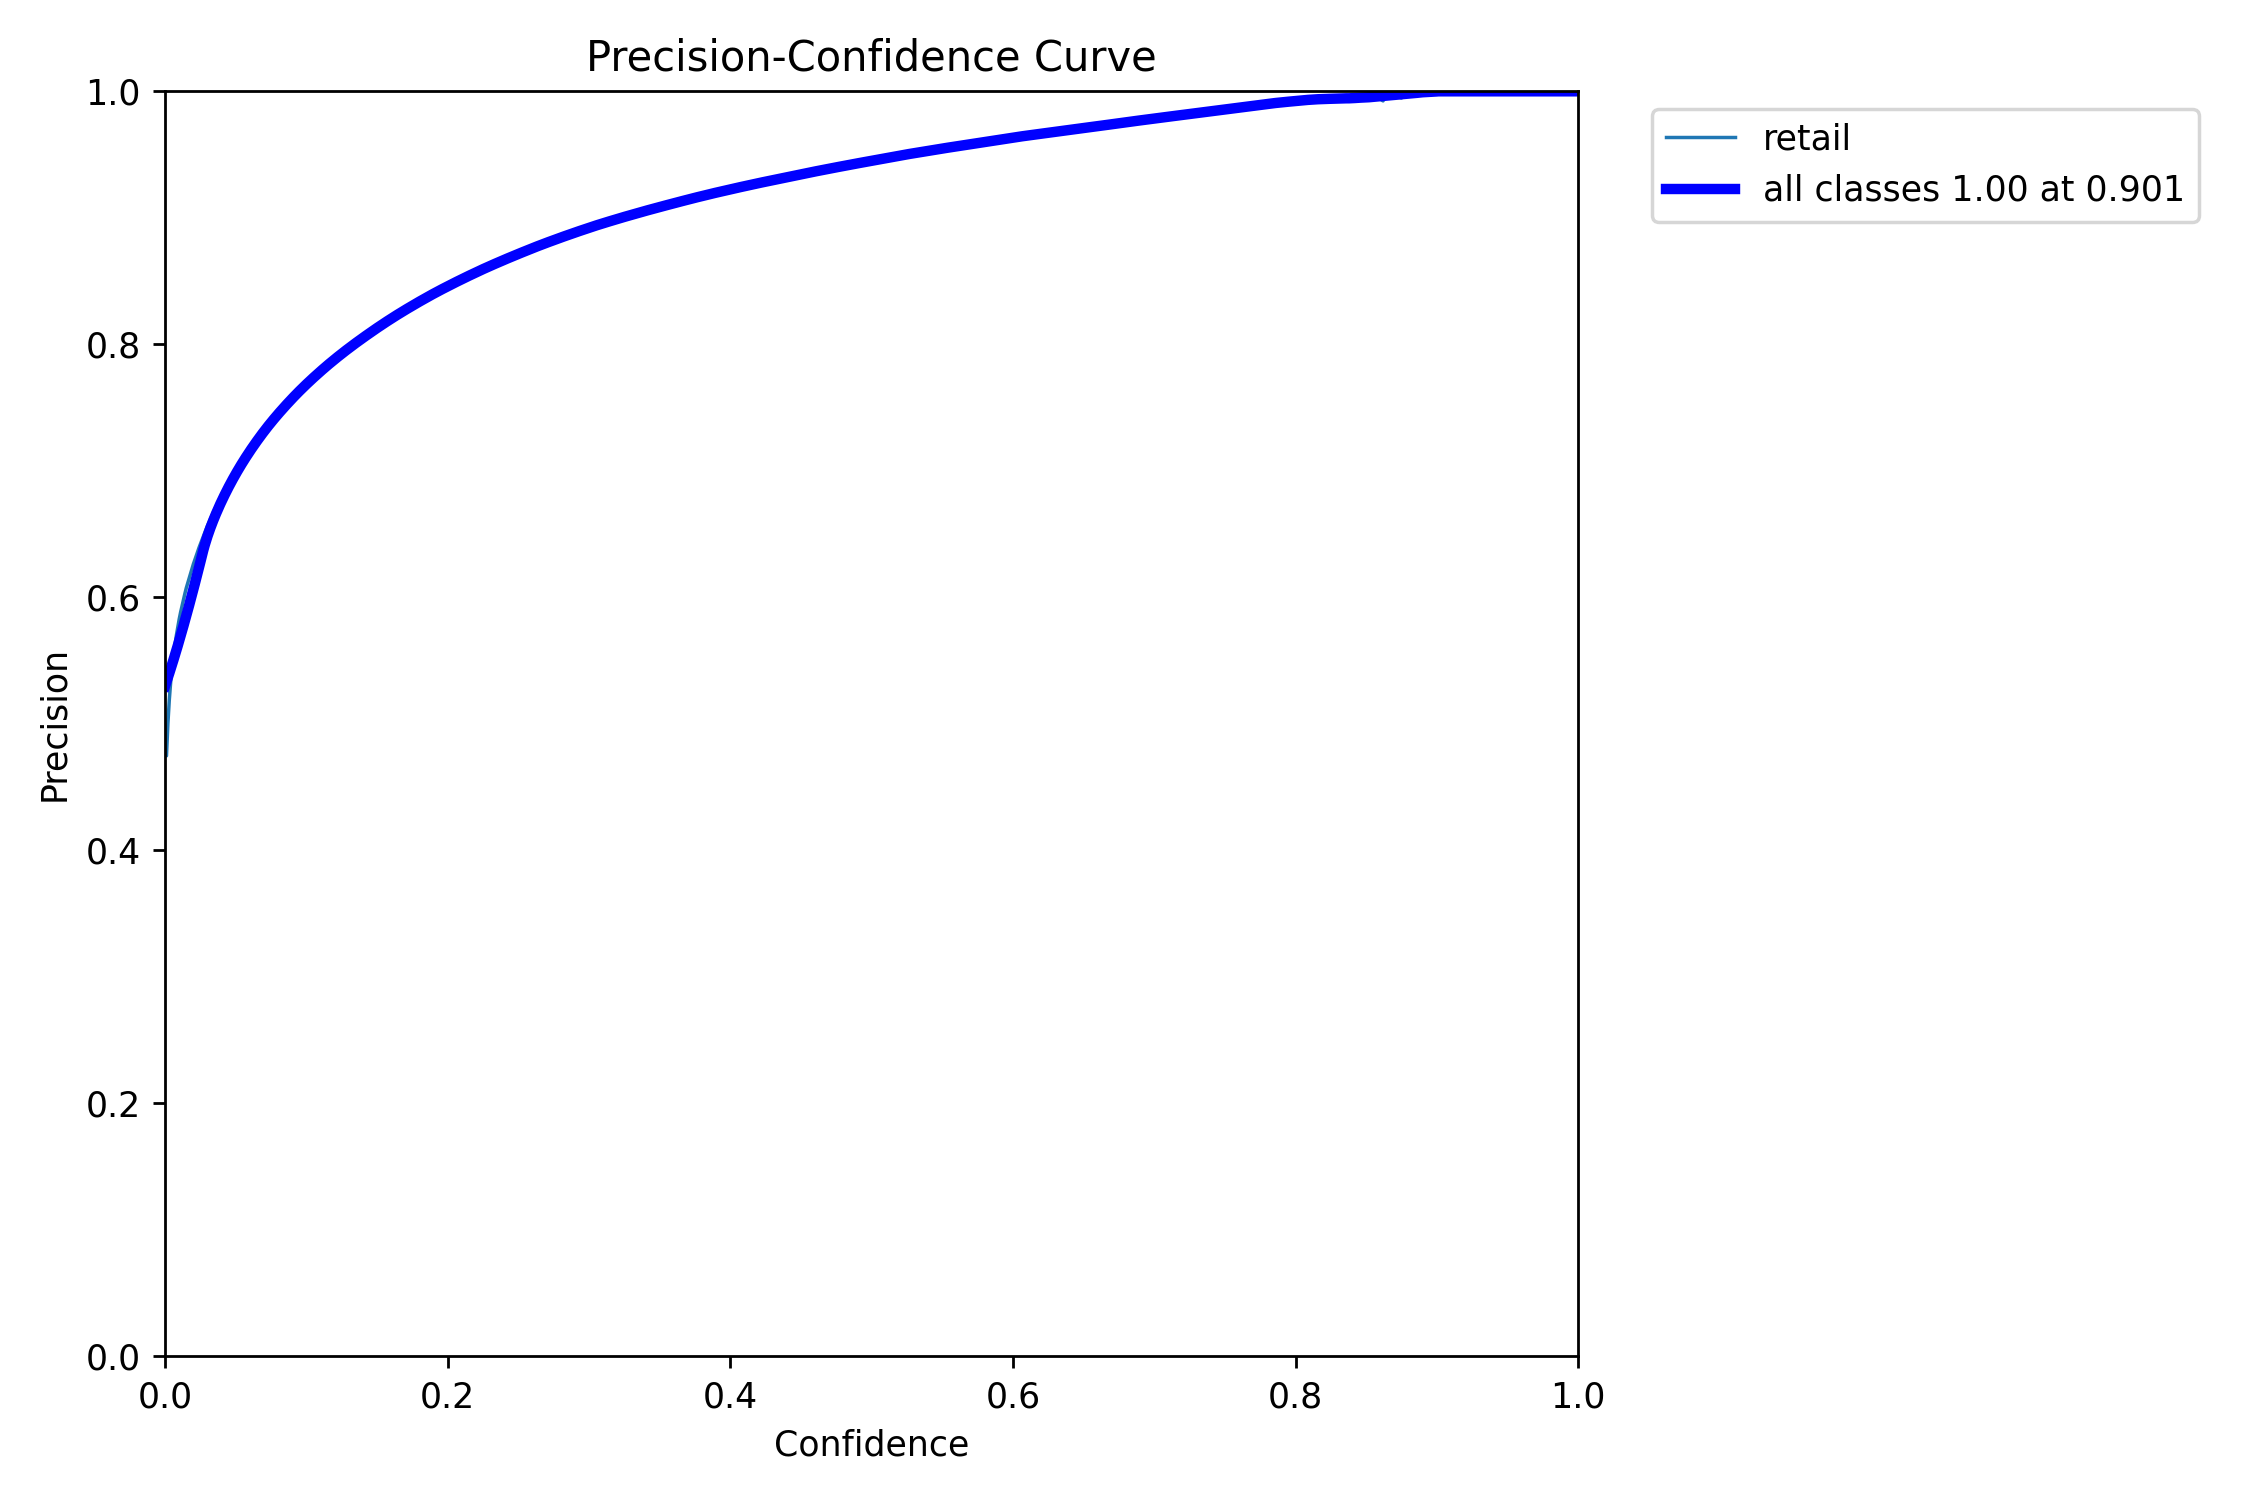 Precision-Confidence Curve
1.0
0.8
0.6
0.4
0.2
0.0
Precision
0.0 0.2 0.4 0.6 0.8 1.0
Confidence
retail
all classes 1.00 at 0.901